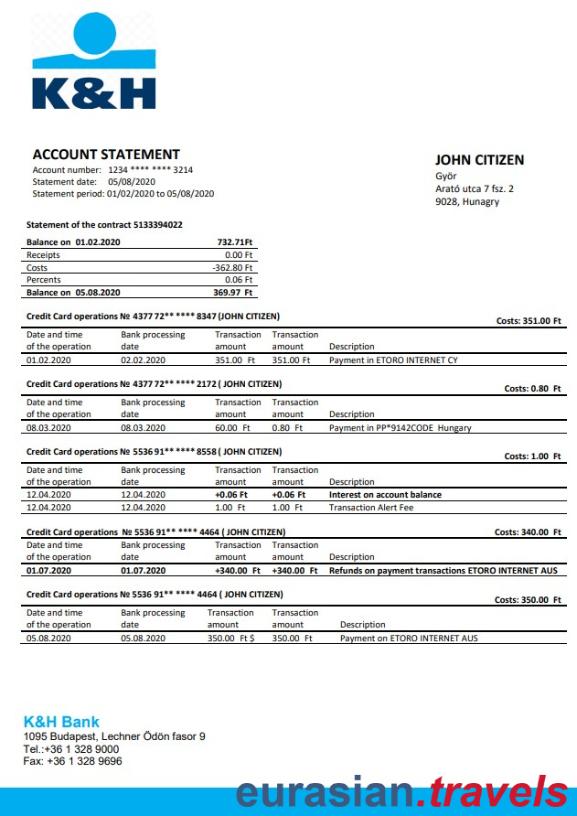 K&H
ACCOUNT STATEMENT
Account number: 1234 **** **** 3214
Statement date: 05/08/2020
Statement period: 01/02/2020 to 05/08/2020
JOHN CITIZEN
Györ
Arató utca 7 fsz. 2
9028, Hunagry
Statement of the contract 5133394022
Balance on 01.02.2020 732.71Ft
Receipts 0.00 Ft
Costs -362.80 Ft
Percents 0.06 Ft
Balance on 05.08.2020 369.97 Ft
Credit Card operations № 4377 72** **** 8347 (JOHN CITIZEN) Costs: 351.00 Ft
Date and time Bank processing Transaction Transaction
of the operation date amount amount Description
01.02.2020 02.02.2020 351.00 Ft 351.00 Ft Payment in ETORO INTERNET CY
Credit Card operations № 4377 72** **** 2172 ( JOHN CITIZEN) Costs: 0.80 Ft
Date and time Bank processing Transaction Transaction
of the operation date amount amount Description
08.03.2020 08.03.2020 60.00 Ft 0.80 Ft Payment in PP*9142CODE Hungary
Credit Card operations № 5536 91** **** 8558 ( JOHN CITIZEN) Costs: 1.00 Ft
Date and time Bank processing Transaction Transaction
of the operation date amount amount Description
12.04.2020 12.04.2020 +0.06 Ft +0.06 Ft Interest on account balance
12.04.2020 12.04.2020 1.00 Ft 1.00 Ft Transaction Alert Fee
Credit Card operations № 5536 91** **** 4464 ( JOHN CITIZEN) Costs: 340.00 Ft
Date and time Bank processing Transaction Transaction
of the operation date amount amount Description
01.07.2020 01.07.2020 +340.00 Ft +340.00 Ft Refunds on payment transactions ETORO INTERNET AUS
Credit Card operations № 5536 91** **** 4464 ( JOHN CITIZEN) Costs: 350.00 Ft
Date and time Bank processing Transaction Transaction
of the operation date amount amount Description
05.08.2020 05.08.2020 350.00 Ft $ 350.00 Ft Payment on ETORO INTERNET AUS
K&H Bank
1095 Budapest, Lechner Ödön fasor 9
Tel.:+36 1 328 9000
Fax: +36 1 328 9696
eurasian.travels